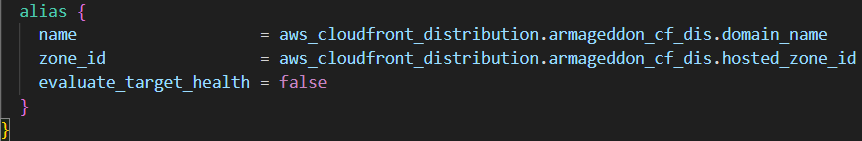 alias {
name = aws_cloudfront_distribution.armageddon_cf_dis.domain_name
zone_id = aws_cloudfront_distribution.armageddon_cf_dis.hosted_zone_id
evaluate_target_health = false
}
}